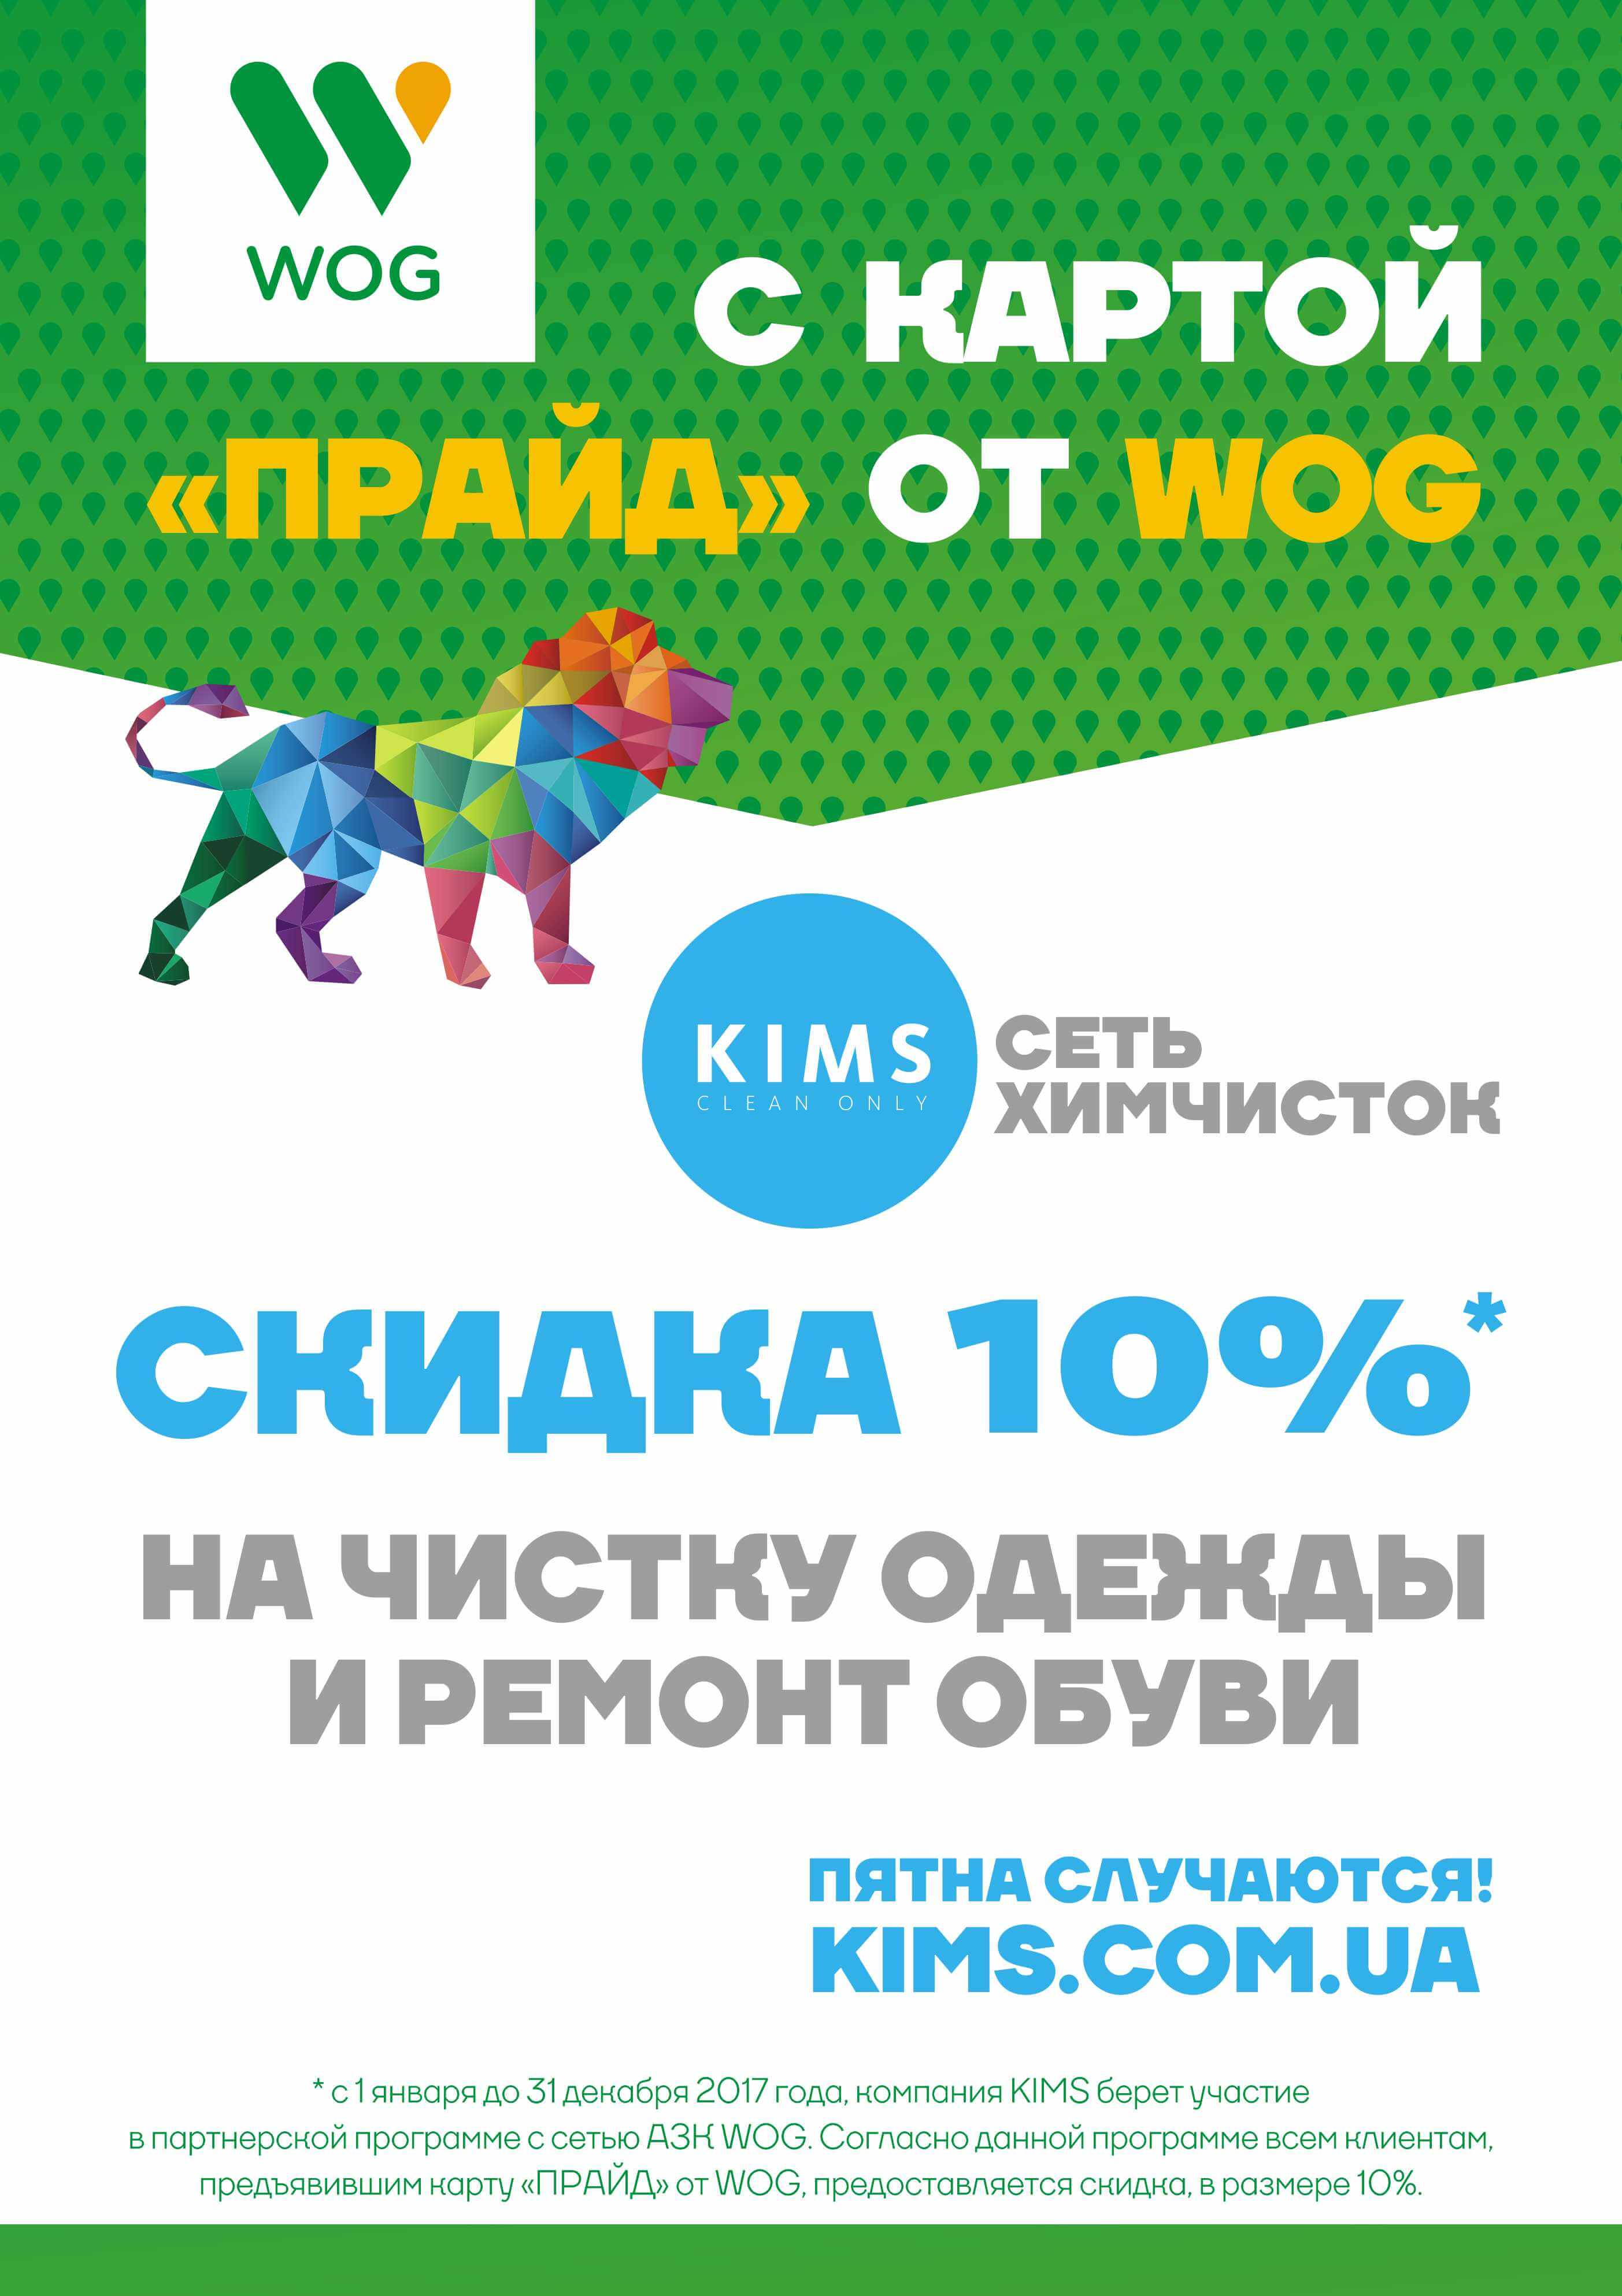 WOG
С КАРТОЙ
«ПРАЙД» ОТ WOG
KIMS
CLEAN ONLY
СЕТЬ
ХИМЧИСТОК
СКИДКА 10%*
НА ЧИСТКУ ОДЕЖДЫ
И РЕМОНТ ОБУВИ
ПЯТНА СЛУЧАЮТСЯ!
KIMS.COM.UA
* с 1 января до 31 декабря 2017 года, компания KIMS берет участие
в партнерской программе с сетью АЗК WOG. Согласно данной программе всем клиентам,
предъявившим карту «ПРАЙД» от WOG, предоставляется скидка, в размере 10%.